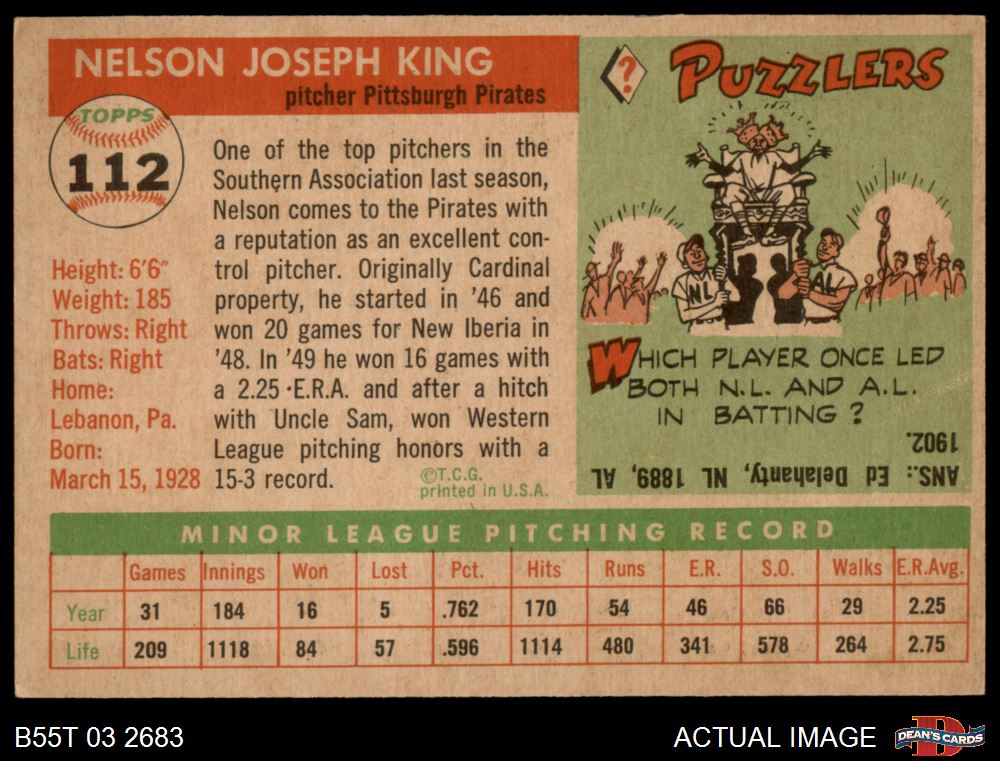 NELSON JOSEPH KING
pitcher Pittsburgh Pirates
TOPPS
112
Height: 6'6"
Weight: 185
Throws: Right
Bats: Right
Home:
Lebanon, Pa.
Born:
March 15, 1928
One of the top pitchers in the
Southern Association last season,
Nelson comes to the Pirates with
a reputation as an excellent con-
trol pitcher. Originally Cardinal
property, he started in '46 and
won 20 games for New Iberia in
'48. In '49 he won 16 games with
a 2.25 E.R.A. and after a hitch
with Uncle Sam, won Western
League pitching honors with a
15-3 record.
©T.C.G.
printed in U.S.A.
?
PUZZLERS
NL
AL
WHICH PLAYER ONCE LED
BOTH N.L. AND A.L.
IN BATTING?
ANS.: Ed Delahanty, NL 1889, AL
1902.
MINOR LEAGUE PITCHING RECORD
Games Innings Won Lost Pct. Hits Runs E.R. S.O. Walks E.R.Avg.
Year 31 184 16 5 .762 170 54 46 66 29 2.25
Life 209 1118 84 57 .596 1114 480 341 578 264 2.75
B55T 03 2683
ACTUAL IMAGE
DEAN'S CARDS